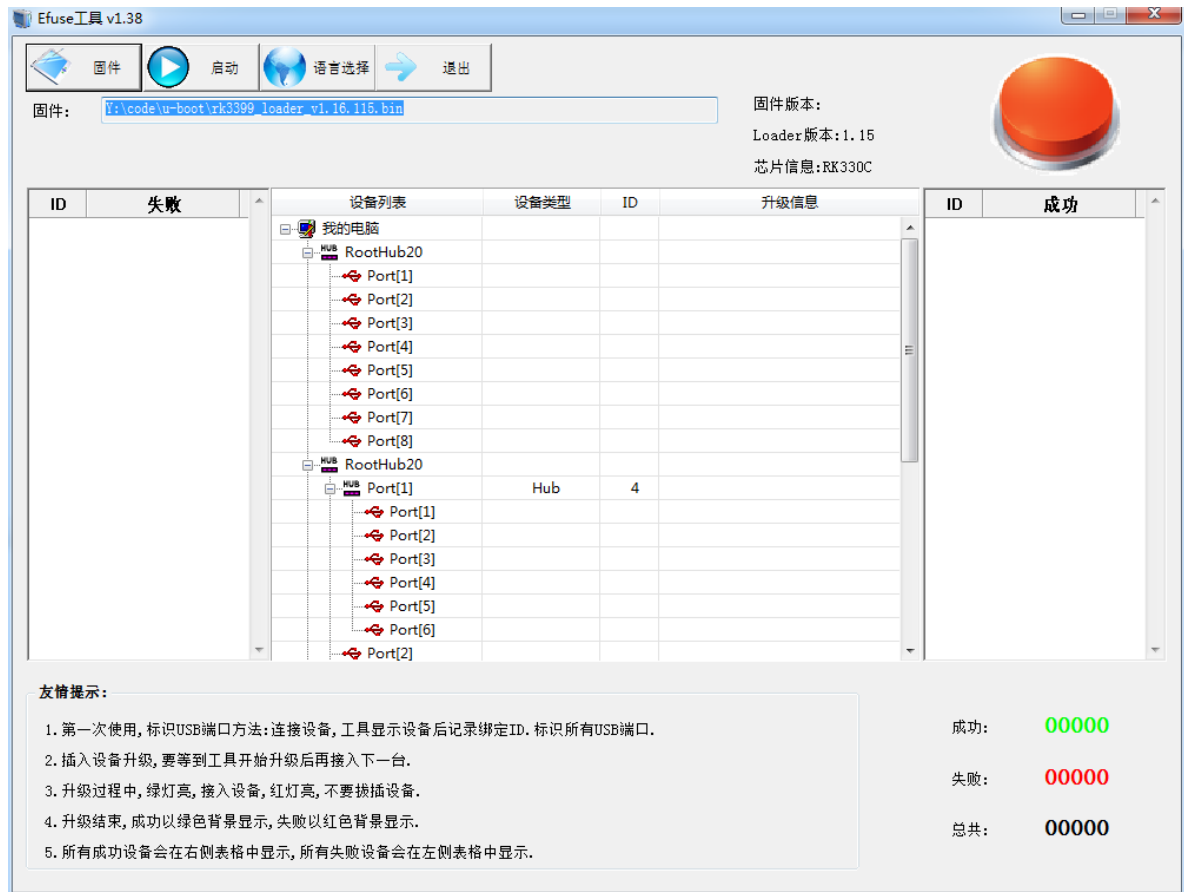 Efuse工具 v1.38
固件 启动 语言选择 退出
固件: Y:\code\u-boot\rk3399_loader_v1.16.115.bin
固件版本:
Loader版本:1.15
芯片信息:RK330C
ID 失败
设备列表 设备类型 ID 升级信息
ID 成功
我的电脑
HUB RootHub20
Port[1]
Port[2]
Port[3]
Port[4]
Port[5]
Port[6]
Port[7]
Port[8]
HUB RootHub20
HUB Port[1] Hub 4
Port[1]
Port[2]
Port[3]
Port[4]
Port[5]
Port[6]
Port[2]
友情提示:
1.第一次使用,标识USB端口方法:连接设备,工具显示设备后记录绑定ID.标识所有USB端口.
2.插入设备升级,要等到工具开始升级后再接入下一台.
3.升级过程中,绿灯亮,接入设备,红灯亮,不要拔插设备.
4.升级结束,成功以绿色背景显示,失败以红色背景显示.
5.所有成功设备会在右侧表格中显示,所有失败设备会在左侧表格中显示.
成功: 00000
失败: 00000
总共: 00000